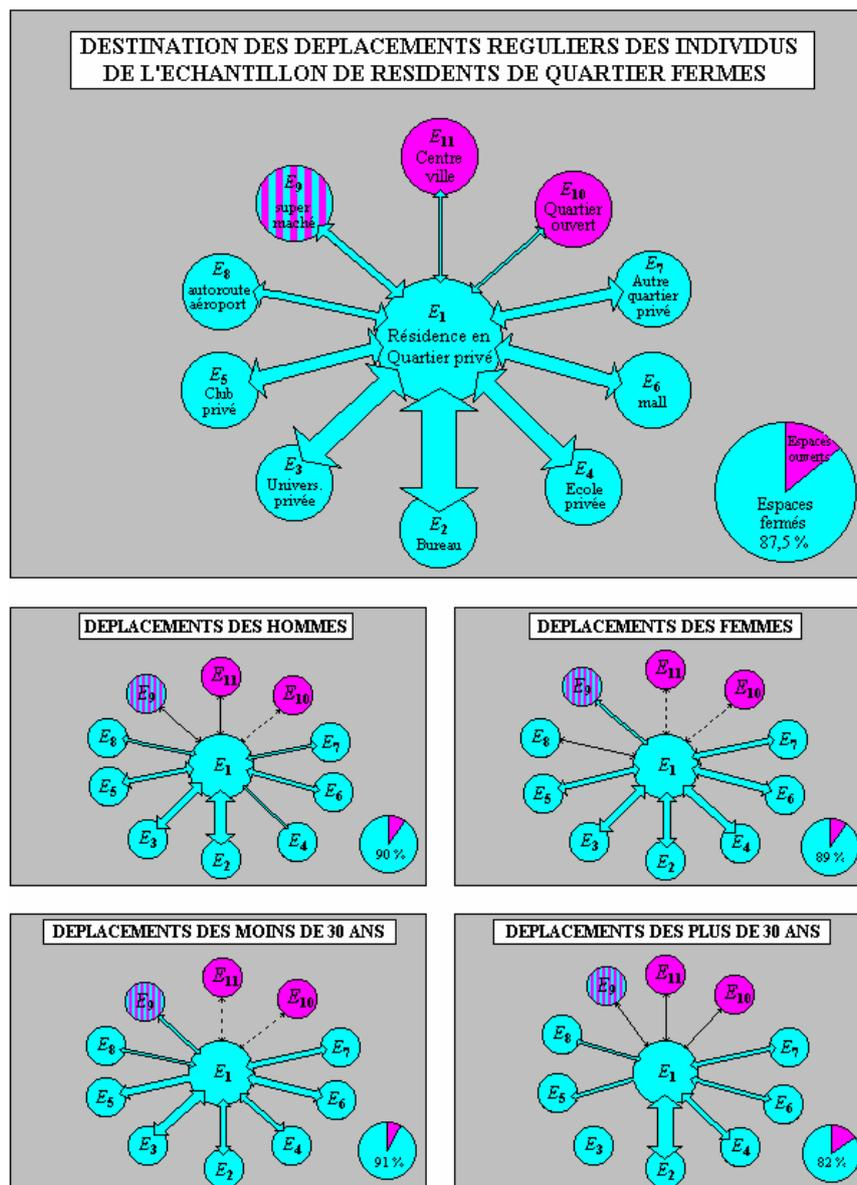 DESTINATION DES DEPLACEMENTS REGULIERS DES INDIVIDUS
DE L'ECHANTILLON DE RESIDENTS DE QUARTIER FERMES
E11
Centre
ville
E9
super
maché
E10
Quartier
ouvert
E8
autoroute
aéroport
E7
Autre
quartier
privé
E1
Résidence en
Quartier privé
E5
Club
privé
E6
mall
E3
Univers.
privée
E4
Ecole
privée
E2
Bureau
Espaces
ouverts
Espaces
fermés
87,5 %
DEPLACEMENTS DES HOMMES
E11
E9
E10
E8
E7
E1
E5
E6
E3
E4
E2
90 %
DEPLACEMENTS DES FEMMES
E11
E9
E10
E8
E7
E1
E5
E6
E3
E4
E2
89 %
DEPLACEMENTS DES MOINS DE 30 ANS
E11
E9
E10
E8
E7
E1
E5
E6
E3
E4
E2
91 %
DEPLACEMENTS DES PLUS DE 30 ANS
E11
E9
E10
E8
E7
E1
E5
E6
E3
E4
E2
82 %